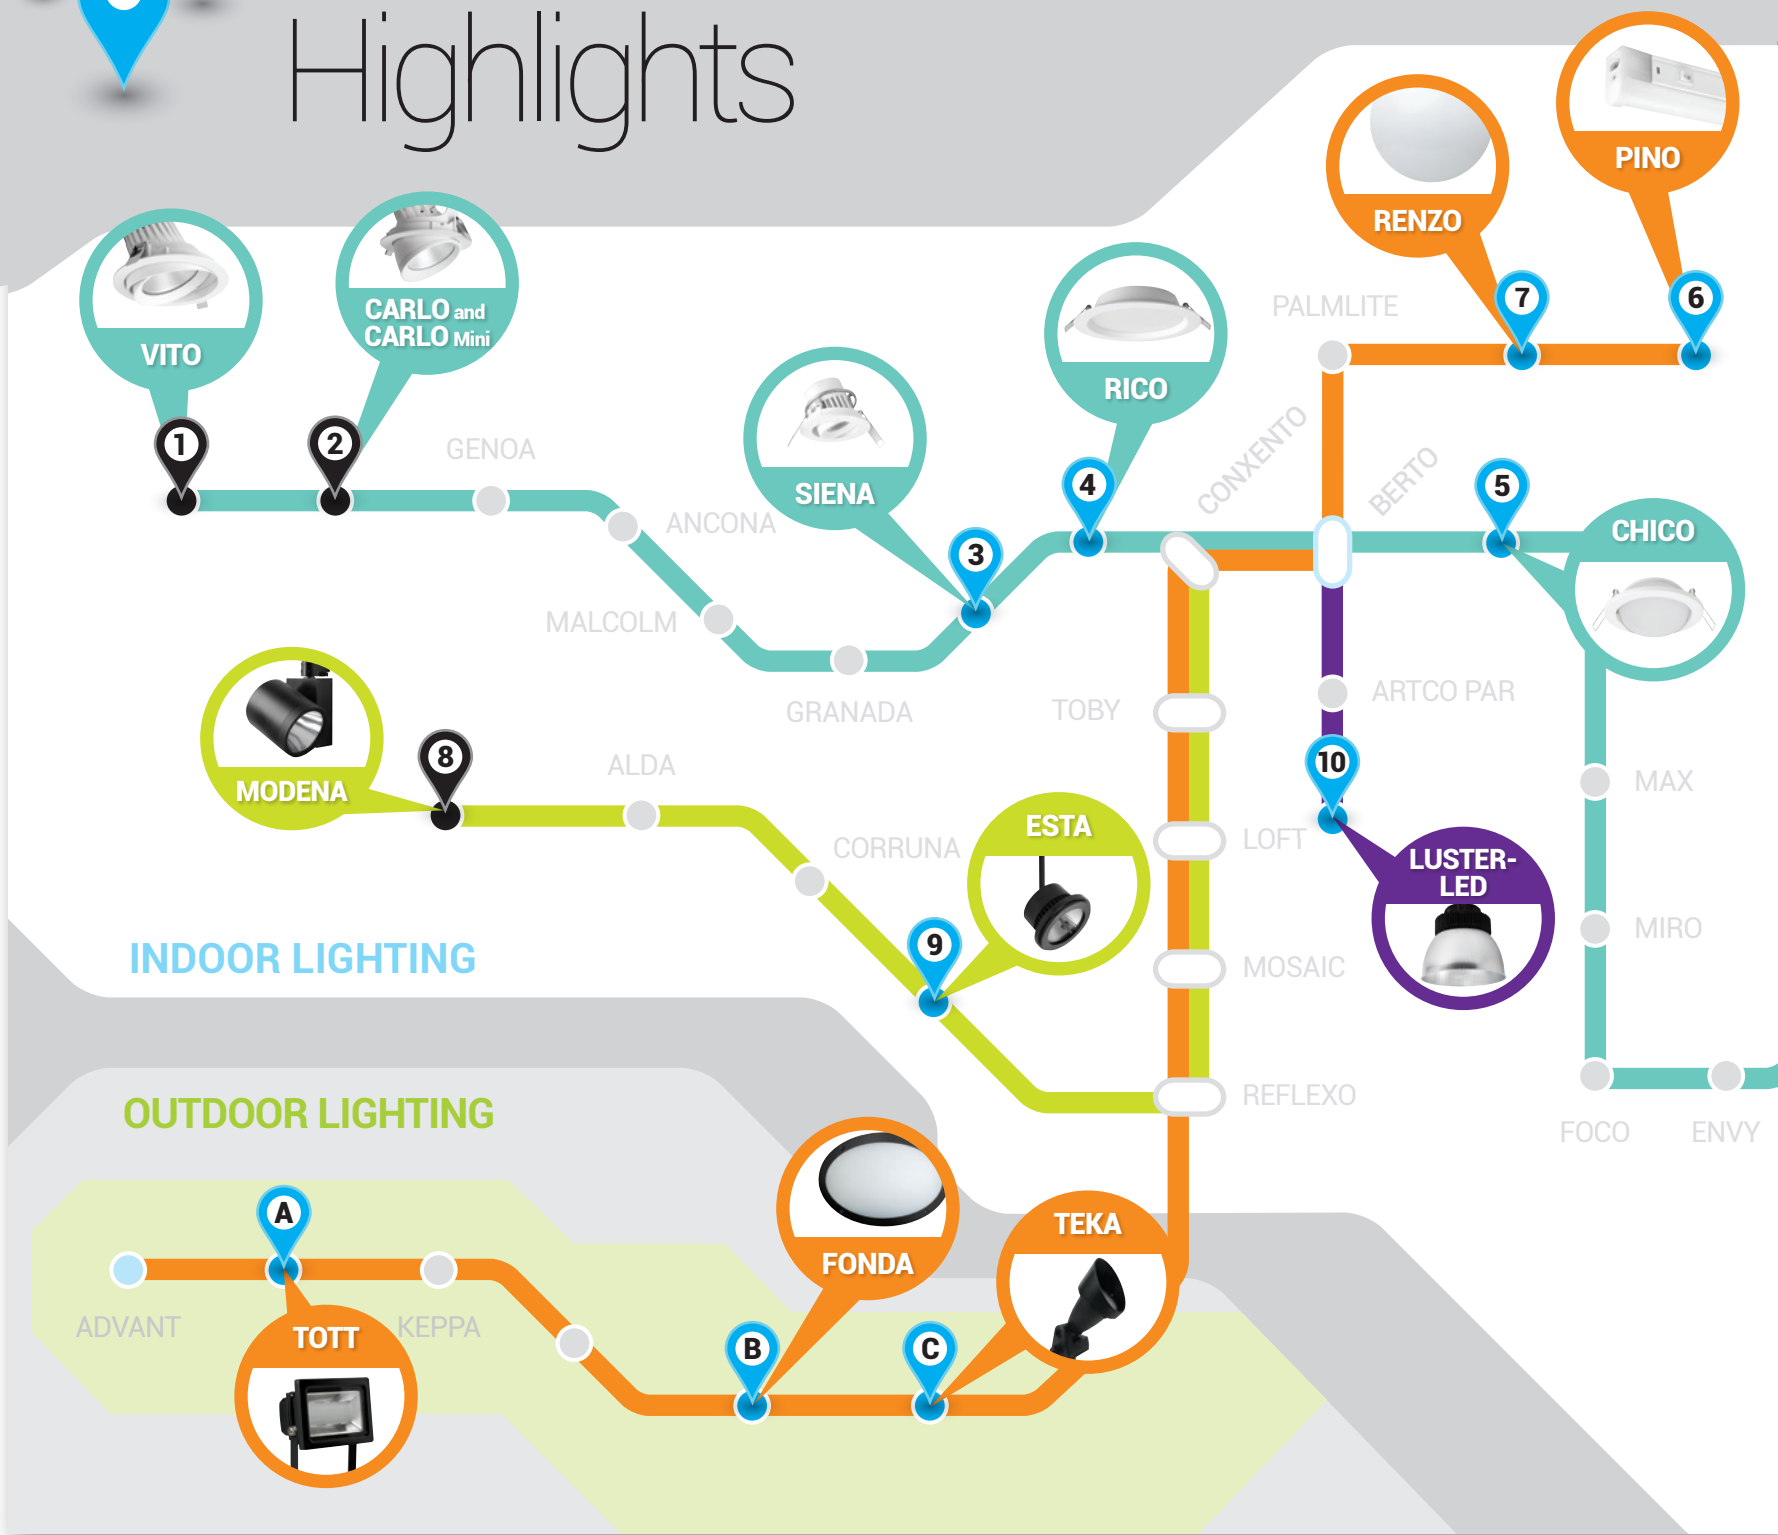 Highlights
PINO
RENZO
7
6
PALMLITE
CARLO and
CARLO Mini
VITO
RICO
1
2
GENOA
CONXENTO
BERTO
SIENA
4
5
ANCONA
CHICO
3
MALCOLM
GRANADA
TOBY
ARTCO PAR
MODENA
8
ALDA
10
MAX
ESTA
CORRUNA
LOFT
LUSTER-
LED
9
MIRO
INDOOR LIGHTING
MOSAIC
REFLEXO
OUTDOOR LIGHTING
FOCO
ENVY
A
TEKA
FONDA
ADVANT
TOTT
KEPPA
B
C